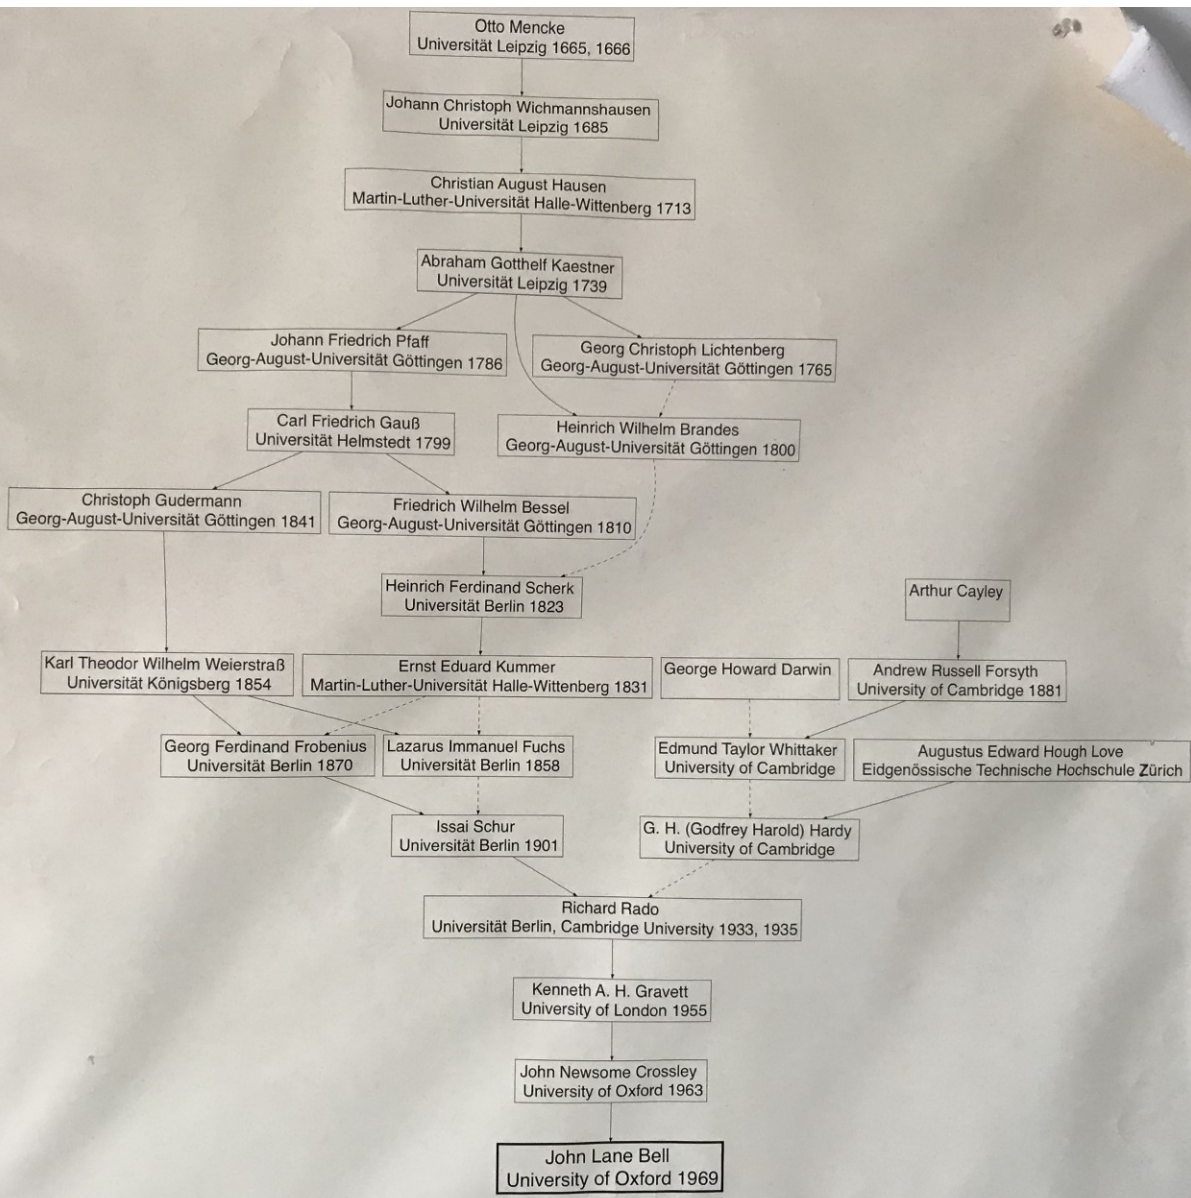 Otto Mencke
Universität Leipzig 1665, 1666
Johann Christoph Wichmannshausen
Universität Leipzig 1685
Christian August Hausen
Martin-Luther-Universität Halle-Wittenberg 1713
Abraham Gotthelf Kaestner
Universität Leipzig 1739
Johann Friedrich Pfaff
Georg-August-Universität Göttingen 1786
Georg Christoph Lichtenberg
Georg-August-Universität Göttingen 1765
Carl Friedrich Gauß
Universität Helmstedt 1799
Heinrich Wilhelm Brandes
Georg-August-Universität Göttingen 1800
Christoph Gudermann
Georg-August-Universität Göttingen 1841
Friedrich Wilhelm Bessel
Georg-August-Universität Göttingen 1810
Heinrich Ferdinand Scherk
Universität Berlin 1823
Arthur Cayley
Karl Theodor Wilhelm Weierstraß
Universität Königsberg 1854
Ernst Eduard Kummer
Martin-Luther-Universität Halle-Wittenberg 1831
George Howard Darwin
Andrew Russell Forsyth
University of Cambridge 1881
Georg Ferdinand Frobenius
Universität Berlin 1870
Lazarus Immanuel Fuchs
Universität Berlin 1858
Edmund Taylor Whittaker
University of Cambridge
Augustus Edward Hough Love
Eidgenössische Technische Hochschule Zürich
Issai Schur
Universität Berlin 1901
G. H. (Godfrey Harold) Hardy
University of Cambridge
Richard Rado
Universität Berlin, Cambridge University 1933, 1935
Kenneth A. H. Gravett
University of London 1955
John Newsome Crossley
University of Oxford 1963
John Lane Bell
University of Oxford 1969